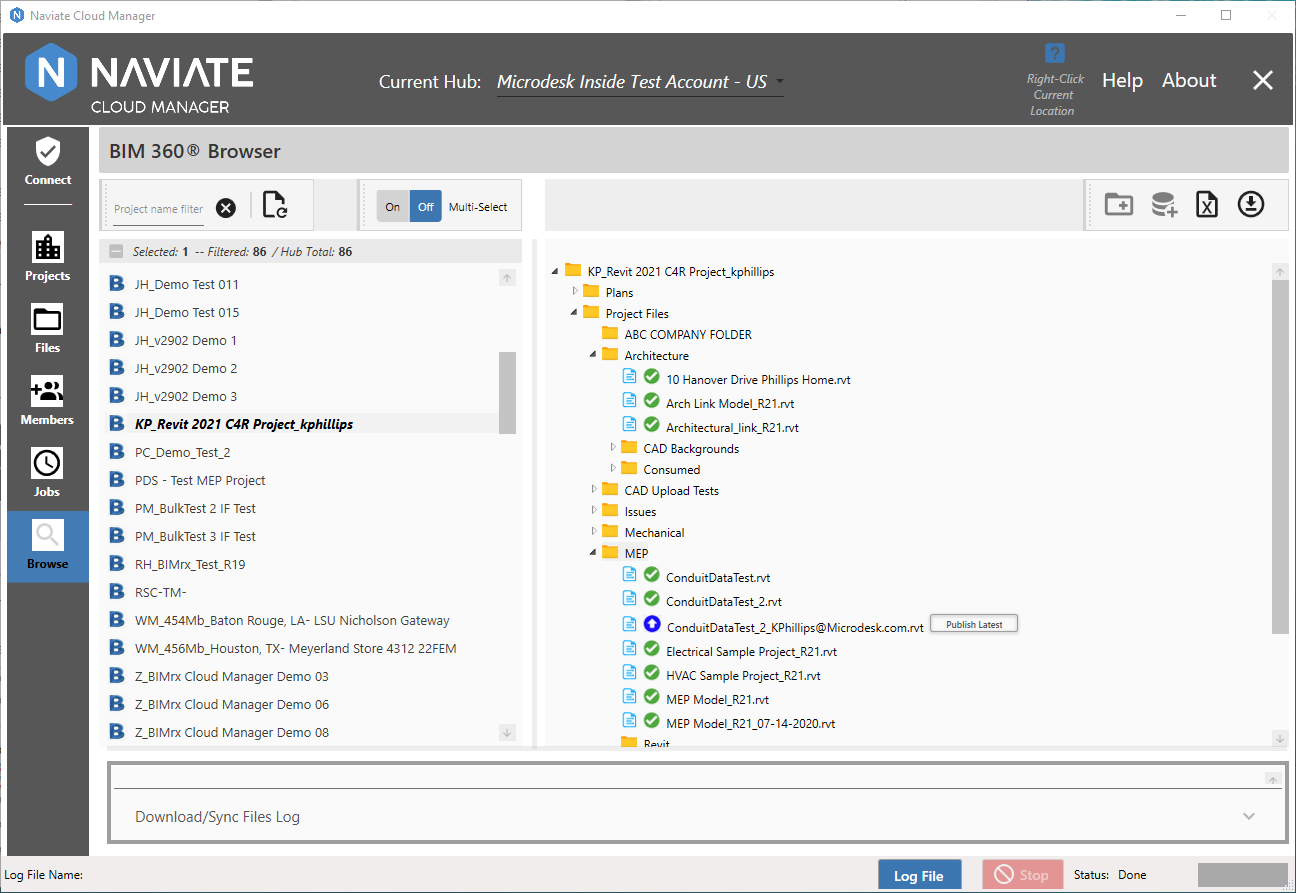 Naviate Cloud Manager
NAVIATE
CLOUD MANAGER
Current Hub: Microdesk Inside Test Account - US
?
Right-Click
Current
Location
Help About
BIM 360® Browser
Connect
Projects
Files
Members
Jobs
Browse
Project name filter
On Off Multi-Select
Selected: 1 -- Filtered: 86 / Hub Total: 86
B JH_Demo Test 011
B JH_Demo Test 015
B JH_v2902 Demo 1
B JH_v2902 Demo 2
B JH_v2902 Demo 3
B KP_Revit 2021 C4R Project_kphillips
B PC_Demo_Test_2
B PDS - Test MEP Project
B PM_BulkTest 2 IF Test
B PM_BulkTest 3 IF Test
B RH_BIMrx_Test_R19
B RSC-TM-
B WM_454Mb_Baton Rouge, LA- LSU Nicholson Gateway
B WM_456Mb_Houston, TX- Meyerland Store 4312 22FEM
B Z_BIMrx Cloud Manager Demo 03
B Z_BIMrx Cloud Manager Demo 06
B Z_BIMrx Cloud Manager Demo 08
KP_Revit 2021 C4R Project_kphillips
Plans
Project Files
ABC COMPANY FOLDER
Architecture
10 Hanover Drive Phillips Home.rvt
Arch Link Model_R21.rvt
Architectural_link_R21.rvt
CAD Backgrounds
Consumed
CAD Upload Tests
Issues
Mechanical
MEP
ConduitDataTest.rvt
ConduitDataTest_2.rvt
ConduitDataTest_2_KPhillips@Microdesk.com.rvt Publish Latest
Electrical Sample Project_R21.rvt
HVAC Sample Project_R21.rvt
MEP Model_R21.rvt
MEP Model_R21_07-14-2020.rvt
Revit
Download/Sync Files Log
Log File Name:
Log File
Stop
Status: Done